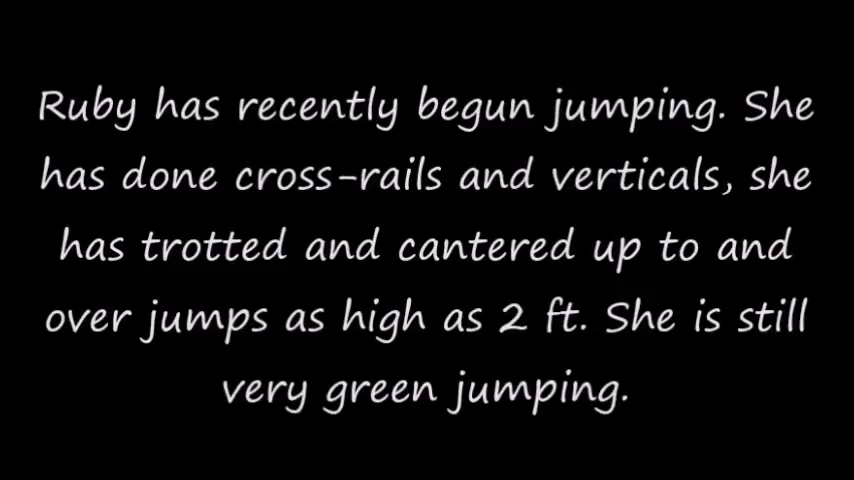 Ruby has recently begun jumping. She
has done cross-rails and verticals, she
has trotted and cantered up to and
over jumps as high as 2 ft. She is still
very green jumping.